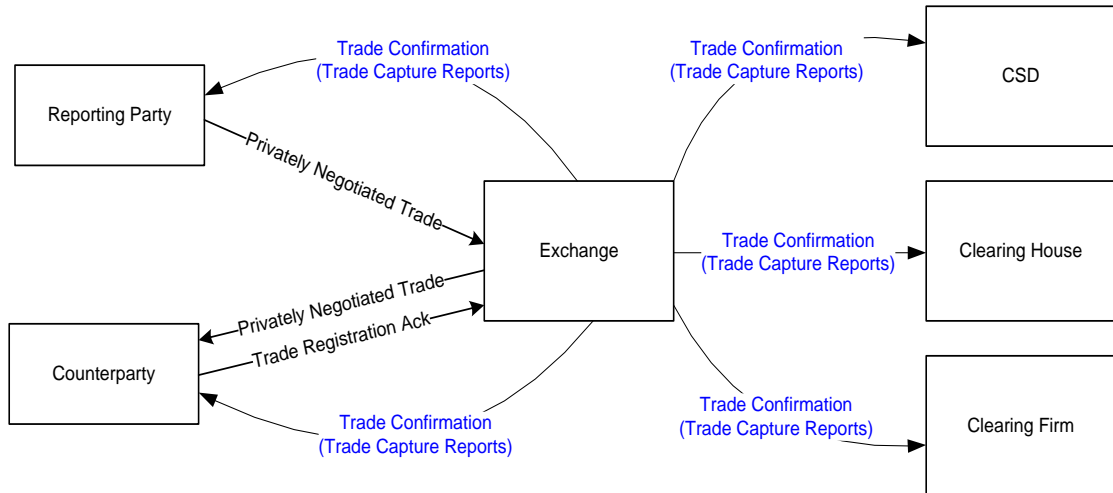 Trade Confirmation
(Trade Capture Reports)
Trade Confirmation
(Trade Capture Reports)
CSD
Reporting Party
Privately Negotiated Trade
Exchange
Trade Confirmation
(Trade Capture Reports)
Clearing House
Privately Negotiated Trade
Trade Registration Ack
Counterparty
Trade Confirmation
(Trade Capture Reports)
Trade Confirmation
(Trade Capture Reports)
Clearing Firm